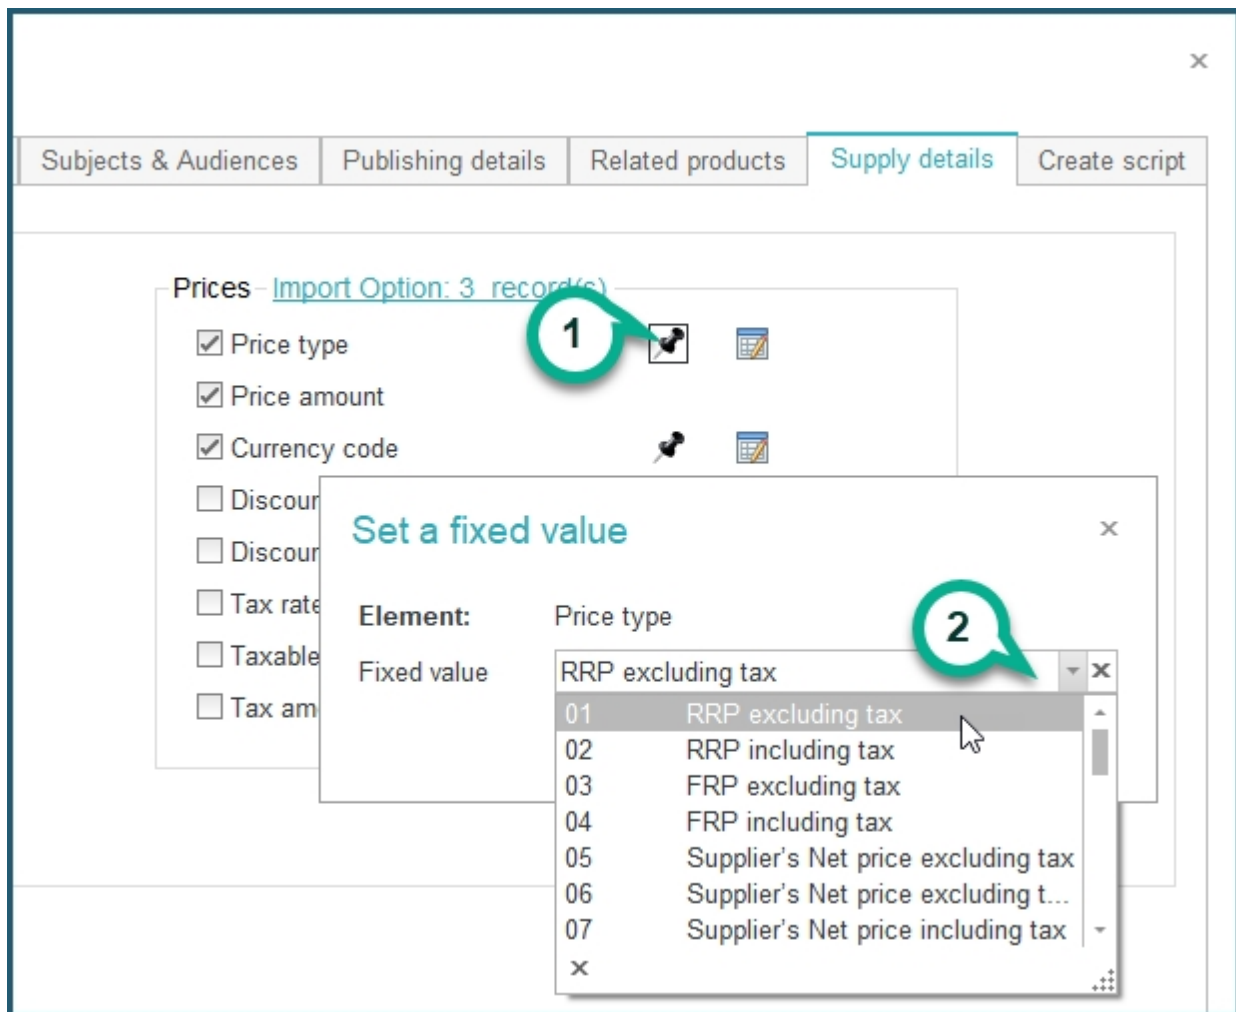 Subjects & Audiences Publishing details Related products Supply details Create script
Prices Import Option: 3 record(s)
1
Price type
Price amount
Currency code
Discour
Discour
Tax rate
Taxable
Tax am
Set a fixed value
Element: Price type
2
Fixed value RRP excluding tax
01 RRP excluding tax
02 RRP including tax
03 FRP excluding tax
04 FRP including tax
05 Supplier's Net price excluding tax
06 Supplier's Net price excluding t...
07 Supplier's Net price including tax